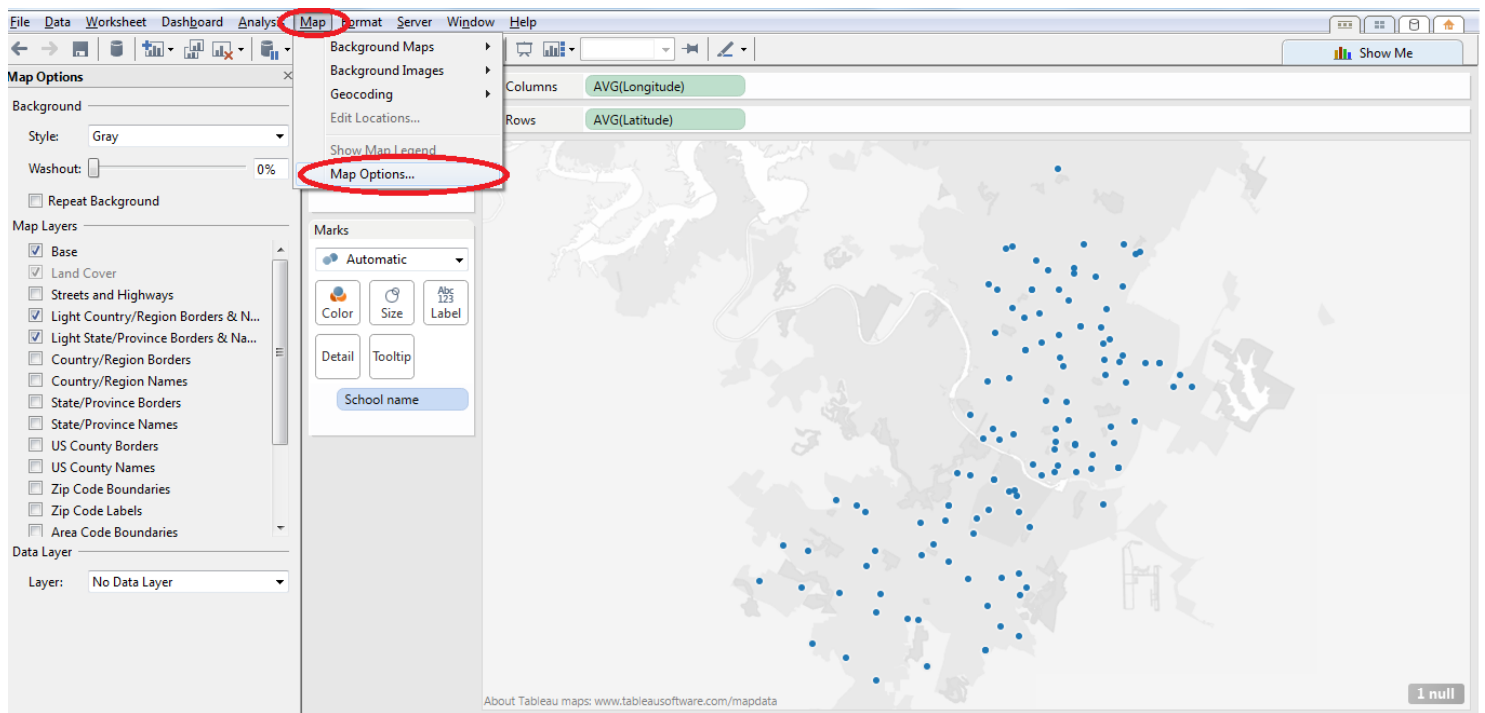 File Data Worksheet Dashboard Analysis Map Format Server Window Help
Show Me
Map Options
Background
Style: Gray
Washout: 0%
Repeat Background
Map Layers
Base
Land Cover
Streets and Highways
Light Country/Region Borders & N...
Light State/Province Borders & Na...
Country/Region Borders
Country/Region Names
State/Province Borders
State/Province Names
US County Borders
US County Names
Zip Code Boundaries
Zip Code Labels
Area Code Boundaries
Data Layer
Layer: No Data Layer
Background Maps
Background Images
Geocoding
Edit Locations...
Show Map Legend
Map Options...
Columns AVG(Longitude)
Rows AVG(Latitude)
Marks
Automatic
Abc
123
Color Size Label
Detail Tooltip
School name
About Tableau maps: www.tableausoftware.com/mapdata
1 null